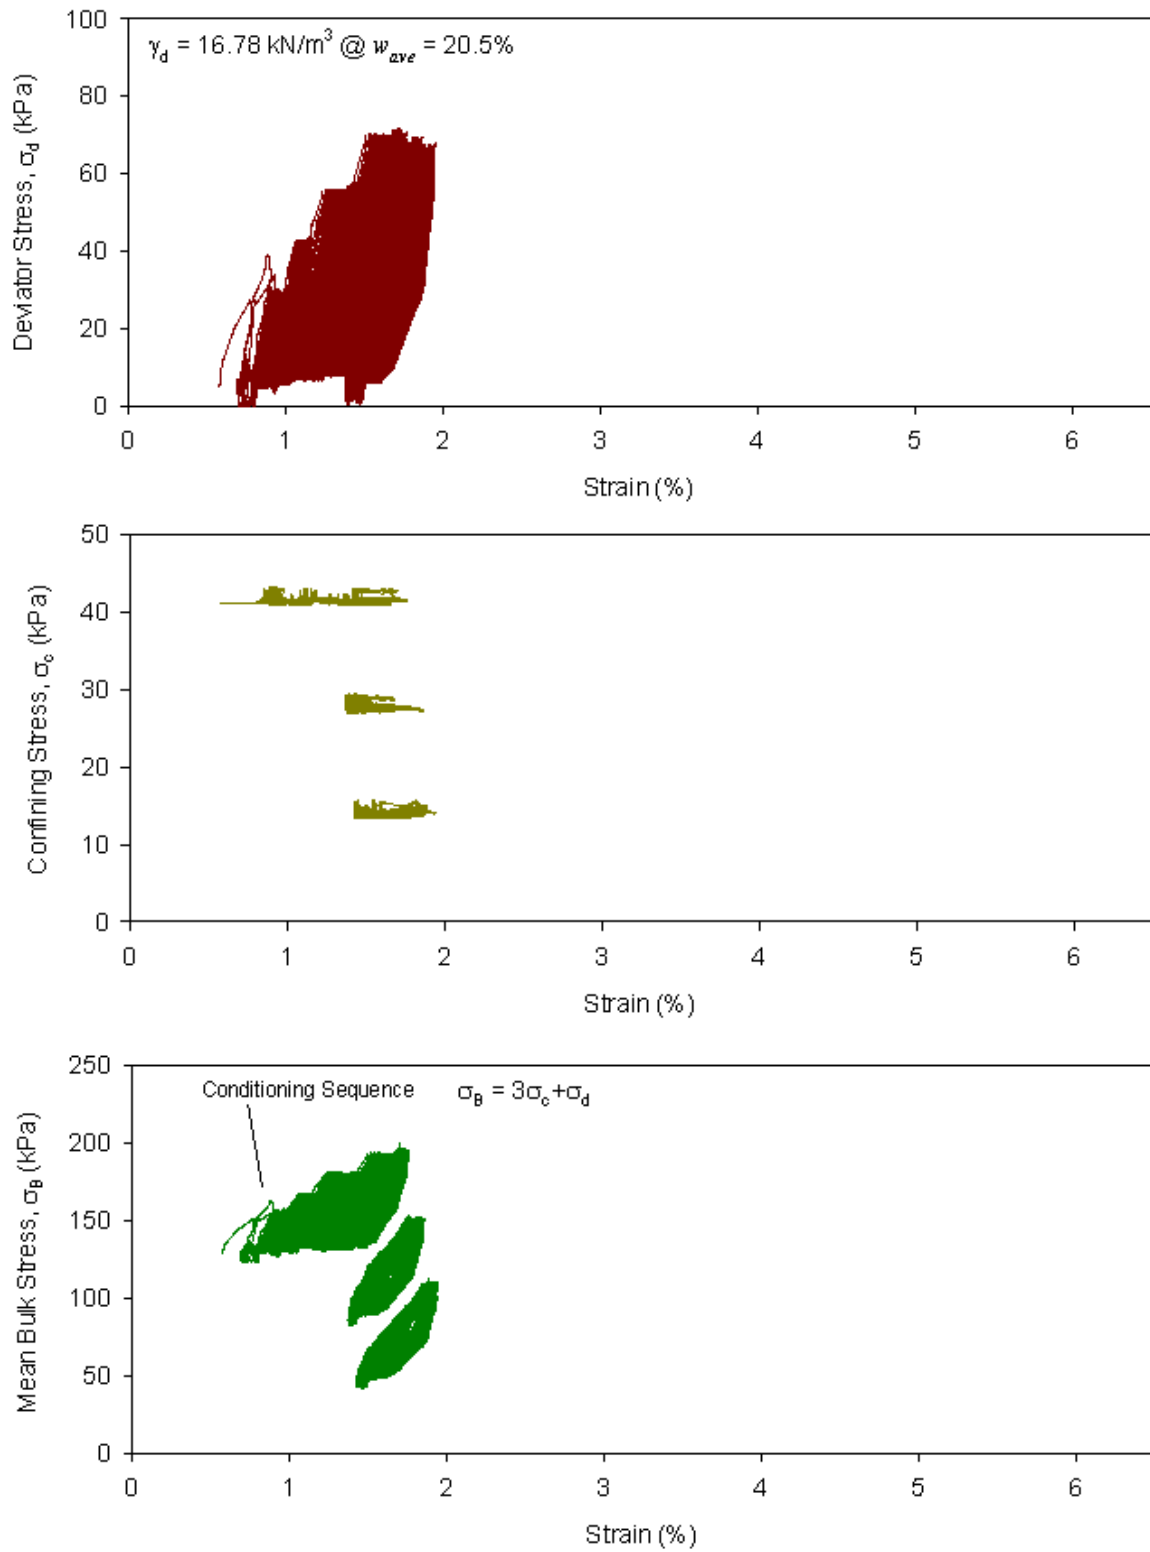 100
γd = 16.78 kN/m³ @ wave = 20.5%
80
60
40
20
0
Deviator Stress, σd (kPa)
0 1 2 3 4 5 6
Strain (%)
50
40
30
20
10
0
Confining Stress, σc (kPa)
0 1 2 3 4 5 6
Strain (%)
250
Conditioning Sequence σB = 3σc+σd
200
150
100
50
0
Mean Bulk Stress, σB (kPa)
0 1 2 3 4 5 6
Strain (%)